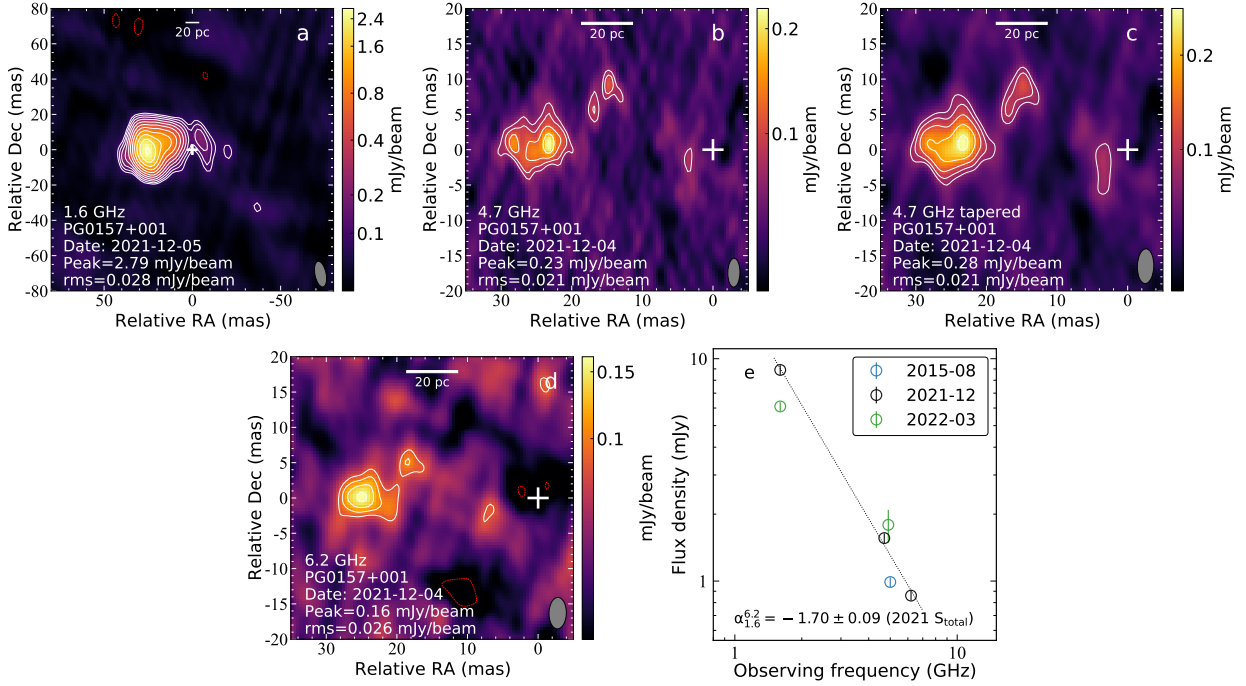 a
20 pc
1.6 GHz
PG0157+001
Date: 2021-12-05
Peak=2.79 mJy/beam
rms=0.028 mJy/beam
80
60
40
20
0
-20
-40
-60
-80
Relative Dec (mas)
50
0
-50
Relative RA (mas)
2.4
1.6
0.8
0.4
0.2
0.1
mJy/beam
b
20 pc
4.7 GHz
PG0157+001
Date: 2021-12-04
Peak=0.23 mJy/beam
rms=0.021 mJy/beam
20
15
10
5
0
-5
-10
-15
-20
Relative Dec (mas)
30
20
10
0
Relative RA (mas)
0.2
0.1
mJy/beam
c
20 pc
4.7 GHz tapered
PG0157+001
Date: 2021-12-04
Peak=0.28 mJy/beam
rms=0.021 mJy/beam
20
15
10
5
0
-5
-10
-15
-20
Relative Dec (mas)
30
20
10
0
Relative RA (mas)
0.2
0.1
mJy/beam
d
20 pc
6.2 GHz
PG0157+001
Date: 2021-12-04
Peak=0.16 mJy/beam
rms=0.026 mJy/beam
20
15
10
5
0
-5
-10
-15
-20
Relative Dec (mas)
30
20
10
0
Relative RA (mas)
0.15
0.1
mJy/beam
e
2015-08
2021-12
2022-03
α_{1.6}^{6.2} = −1.70 ± 0.09 (2021 S_{total})
10
1
Flux density (mJy)
1
10
Observing frequency (GHz)